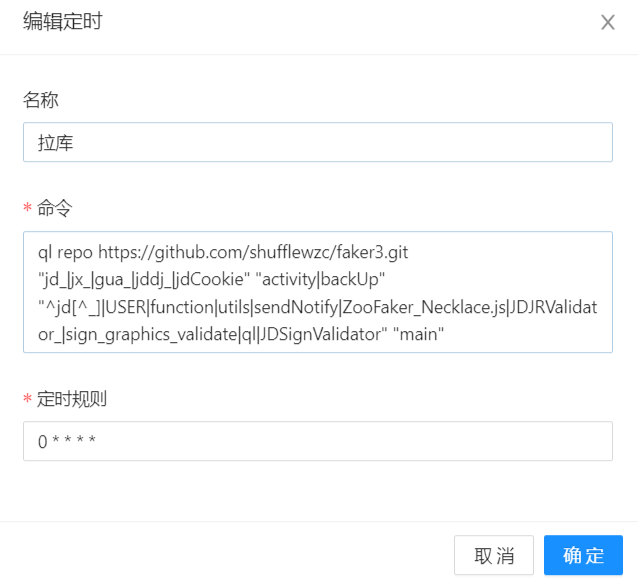 编辑定时
名称
拉库
* 命令
ql repo https://github.com/shufflewzc/faker3.git
"jd_|jx_|gua_|jddj_|jdCookie" "activity|backUp"
"^jd[^_]|USER|function|utils|sendNotify|ZooFaker_Necklace.js|JDJRValidat
or_|sign_graphics_validate|ql|JDSignValidator" "main"
* 定时规则
0 * * * *
取消 确定